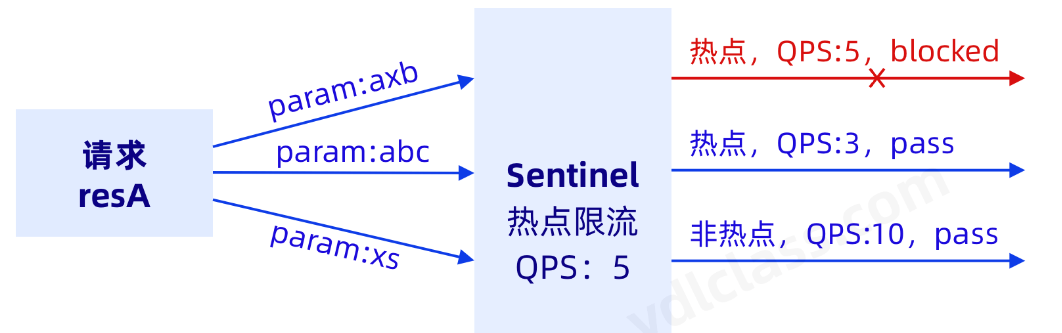 请求
resA
param:axb
param:abc
param:xs
Sentinel
热点限流
QPS：5
热点，QPS:5，blocked
热点，QPS:3，pass
非热点，QPS:10，pass
ydlclass.com